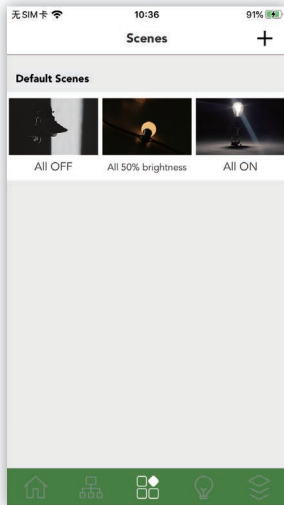 无SIM卡 10:36 91%
Scenes
Default Scenes
All OFF All 50% brightness All ON